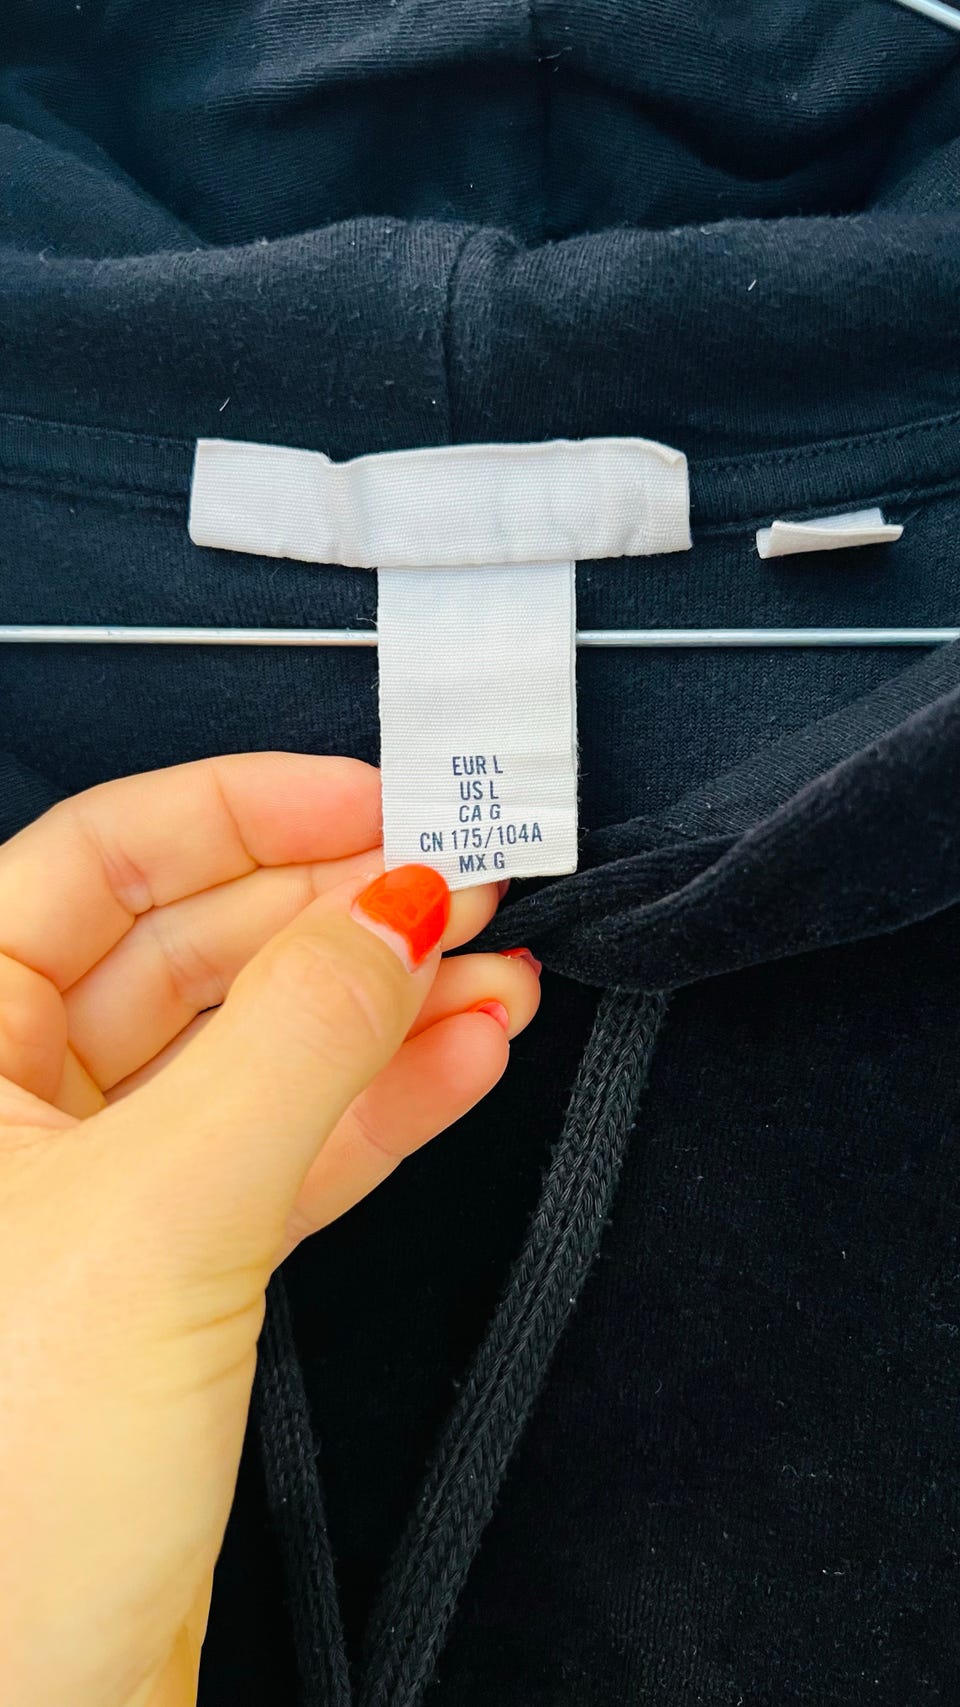 EUR L
US L
CA G
CN 175/104A
MX G